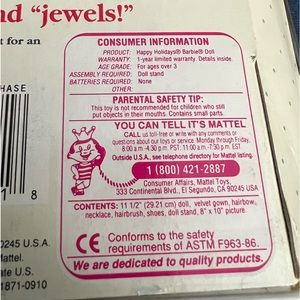 nd “jewels!”
t for an
CHASE
1 8
0245 U.S.A.
Mattel.
ate U.S.
1871-0910
CONSUMER INFORMATION
PRODUCT: Happy Holidays® Barbie® Doll
WARRANTY: 1-year limited warranty. Details inside.
AGE GRADE: For ages over 3
ASSEMBLY REQUIRED: Doll stand
BATTERIES REQUIRED: None
OTHER:
PARENTAL SAFETY TIP:
This toy is not recommended for children who still
put objects in their mouths. Contains small parts
YOU CAN TELL IT'S MATTEL
CALL us toll-free or write with any comments or
questions about our toys or service. Monday through Friday,
8:00 a.m.-4:30 p.m. PST; 11:00 a.m.-7:30 p.m. EST.
Outside U.S.A., see telephone directory for Mattel listing.
1 (800) 421-2887
Consumer Affairs, Mattel Toys,
333 Continental Blvd., El Segundo, CA 90245 USA
CONTENTS: 11 1/2" (29.21 cm) doll, velvet gown, hairbow,
necklace, hairbrush, shoes, doll stand, 8" x 10" picture.
CE Conforms to the safety
requirements of ASTM F963-86.
We are dedicated to quality products.